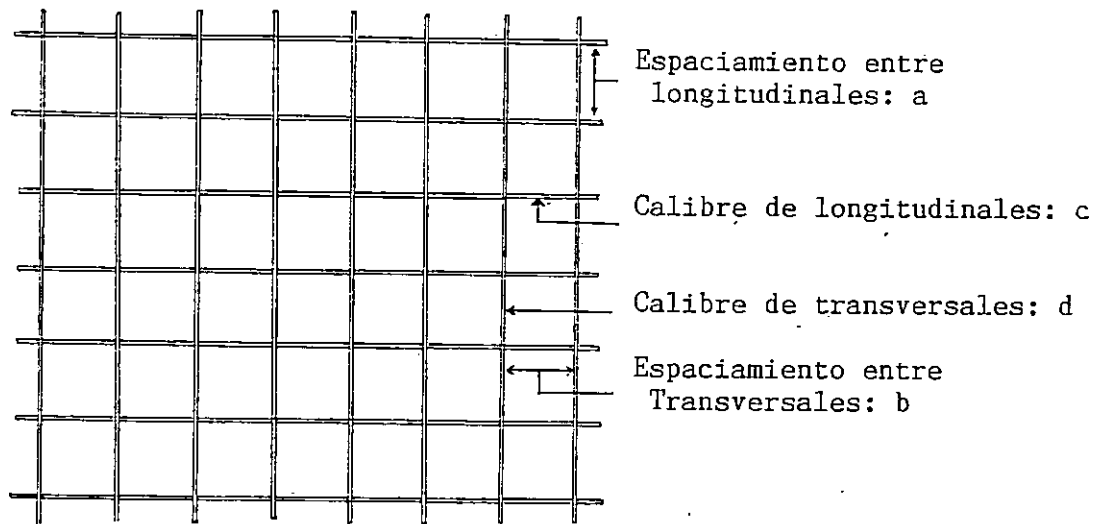 Espaciamiento entre
longitudinales: a
Calibre de longitudinales: c
Calibre de transversales: d
Espaciamiento entre
Transversales: b